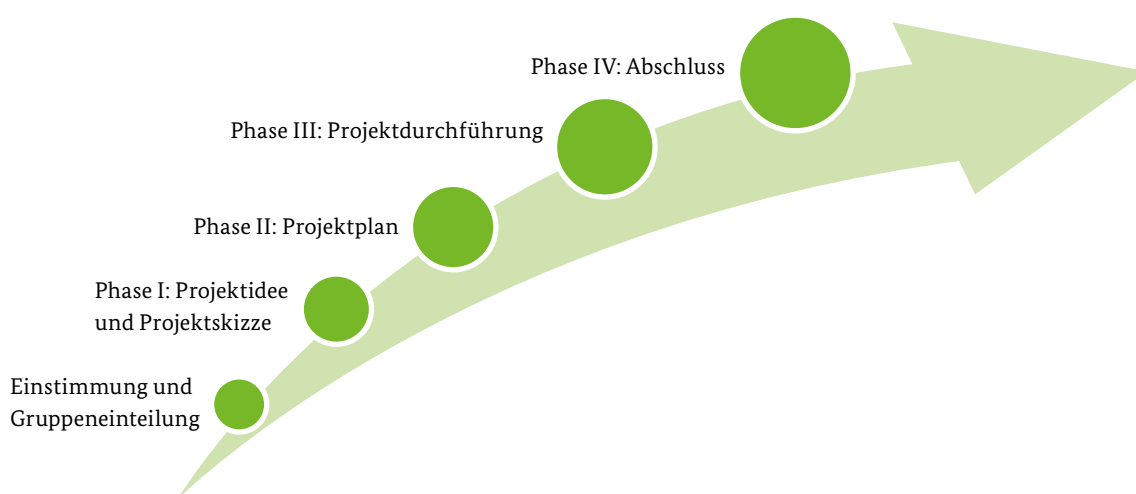 Phase IV: Abschluss
Phase III: Projektdurchführung
Phase II: Projektplan
Phase I: Projektidee
und Projektskizze
Einstimmung und
Gruppeneinteilung